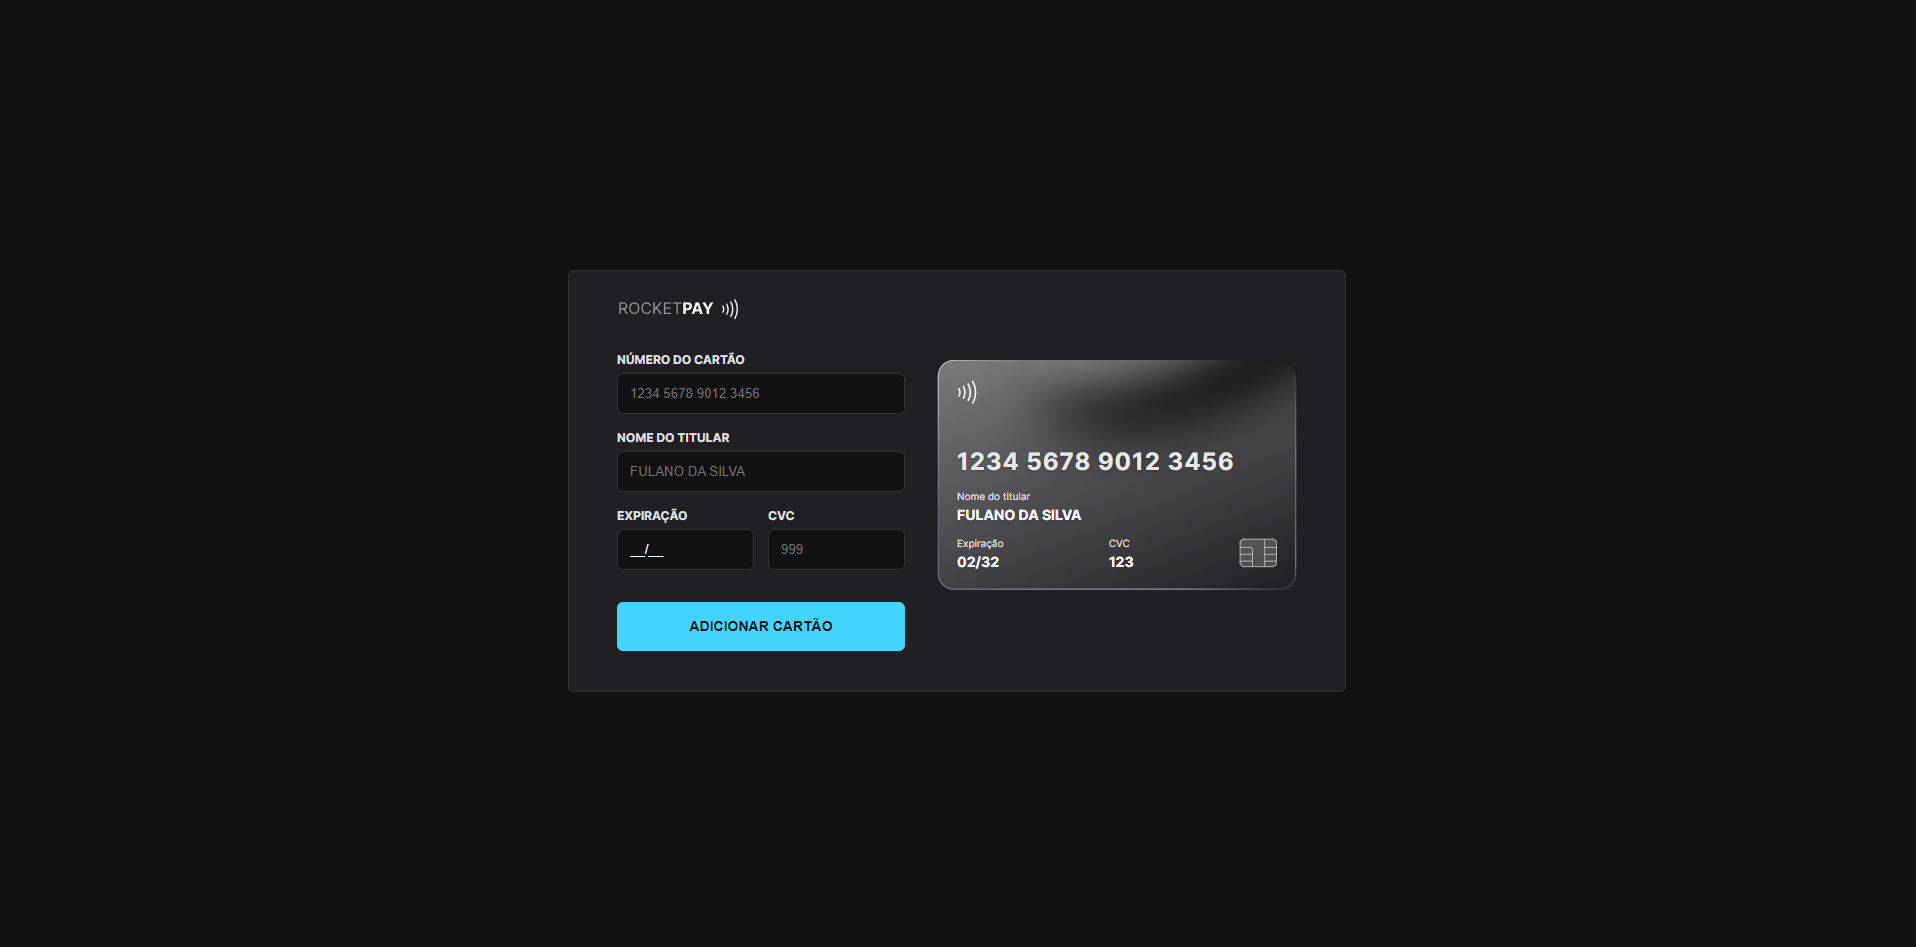 ROCKETPAY
NÚMERO DO CARTÃO
1234 5678 9012 3456
NOME DO TITULAR
FULANO DA SILVA
EXPIRAÇÃO CVC
__/__ 999
ADICIONAR CARTÃO
1234 5678 9012 3456
Nome do titular
FULANO DA SILVA
Expiração CVC
02/32 123